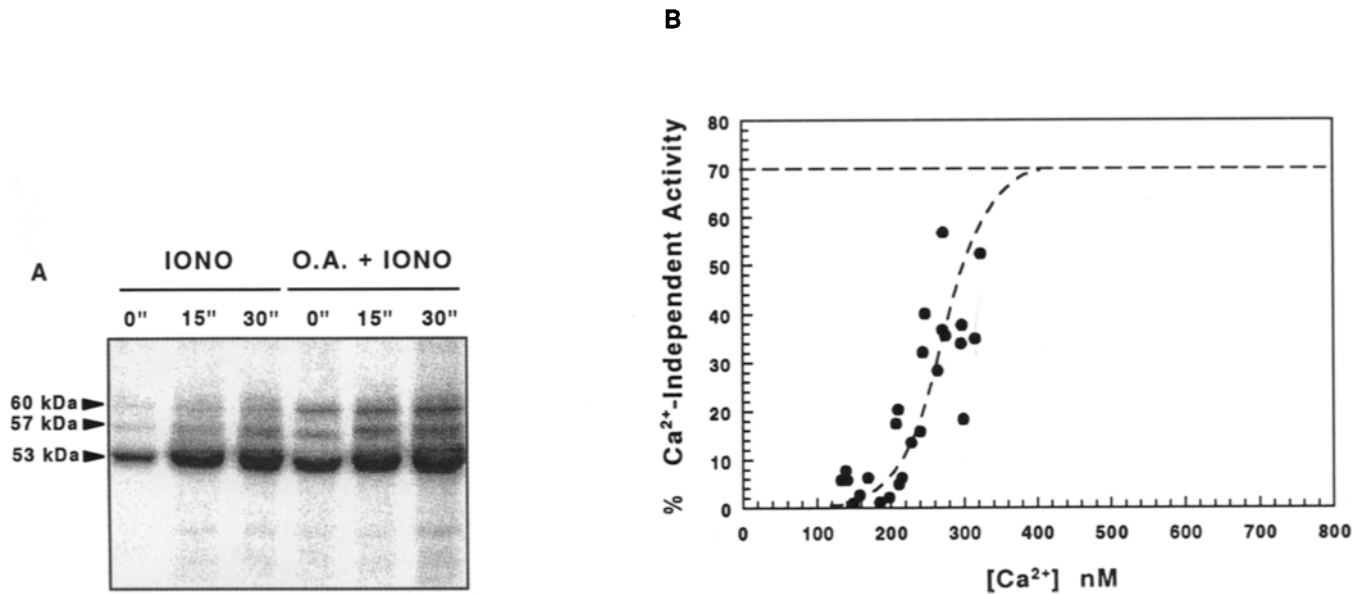 B
A
IONO O.A. + IONO
0" 15" 30" 0" 15" 30"
60 kDa
57 kDa
53 kDa
% Ca²⁺-Independent Activity
80
70
60
50
40
30
20
10
0
0 100 200 300 400 500 600 700 800
[Ca²⁺] nM